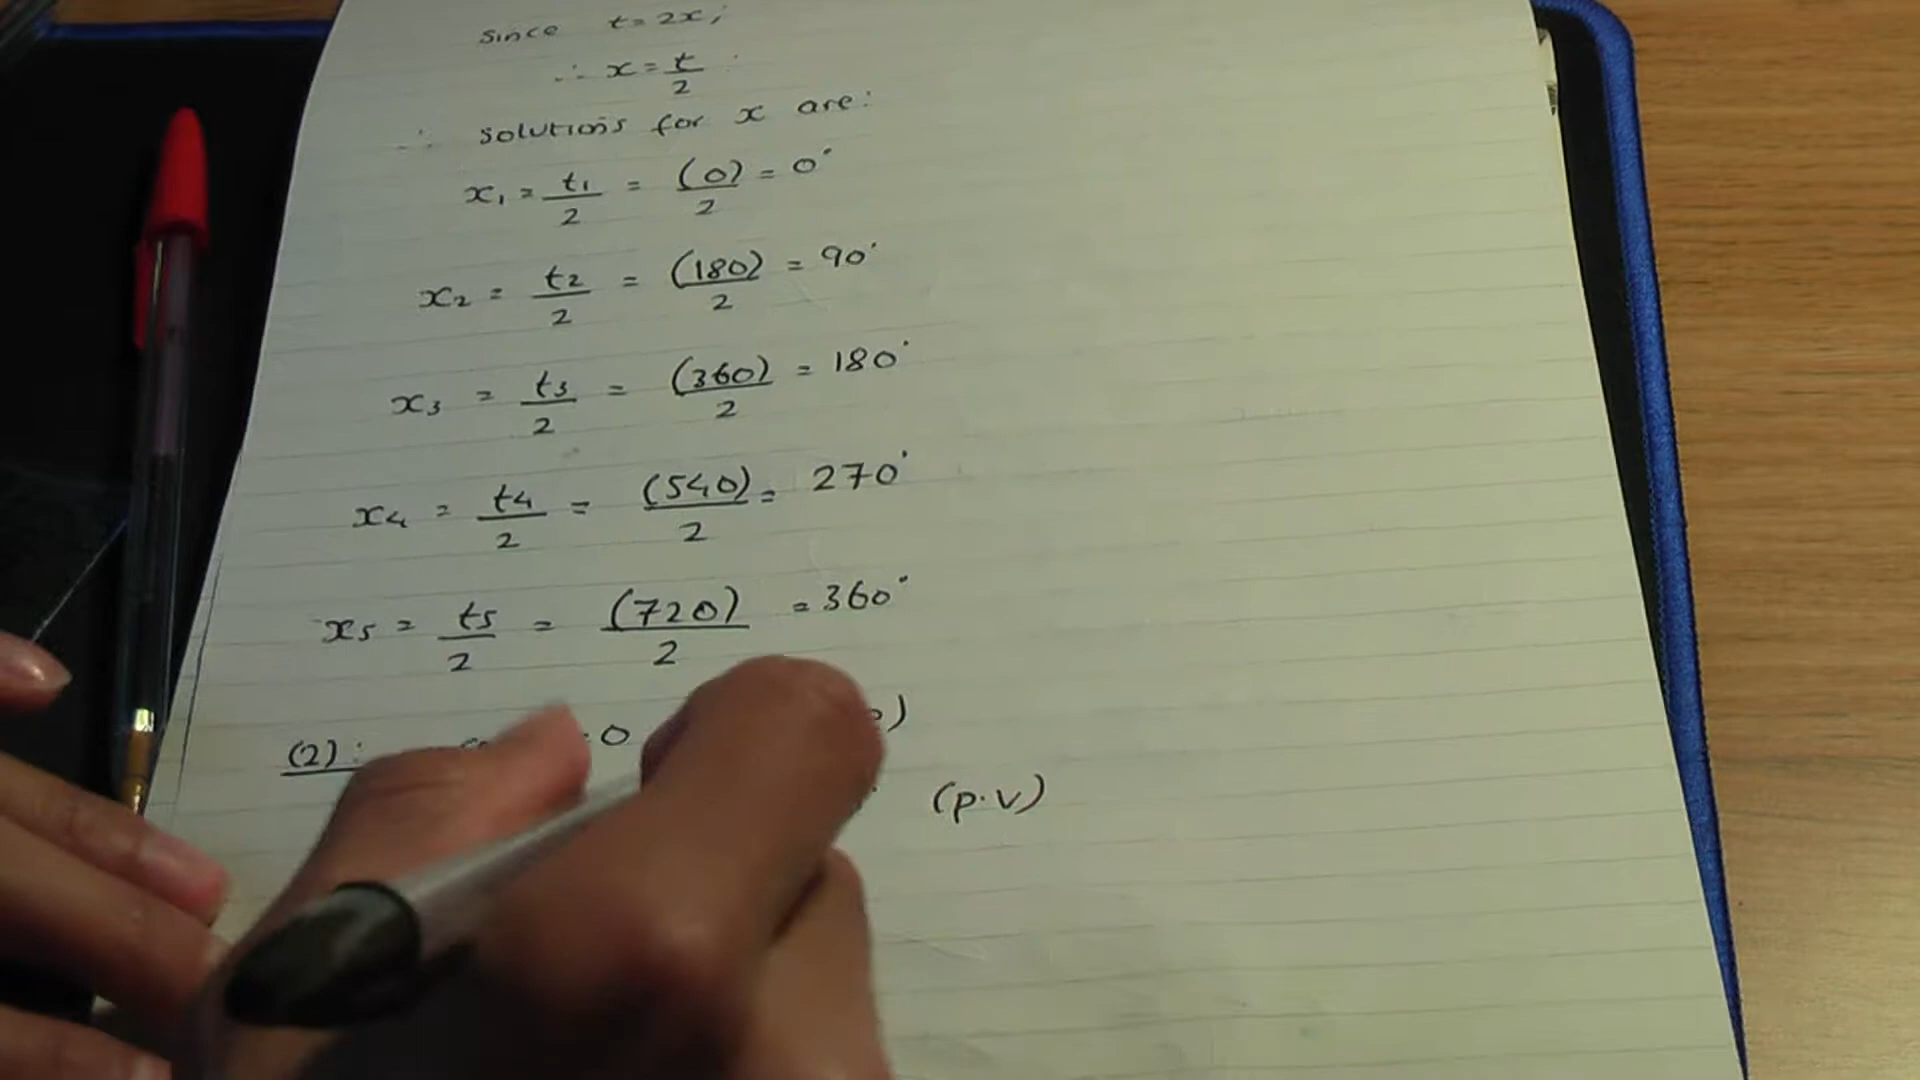 since t = 2x;
∴ x = t/2
∴ solutions for x are:
x₁ = t₁/2 = (0)/2 = 0°
x₂ = t₂/2 = (180)/2 = 90°
x₃ = t₃/2 = (360)/2 = 180°
x₄ = t₄/2 = (540)/2 = 270°
x₅ = t₅/2 = (720)/2 = 360°
(2): 0 )
(p.v)